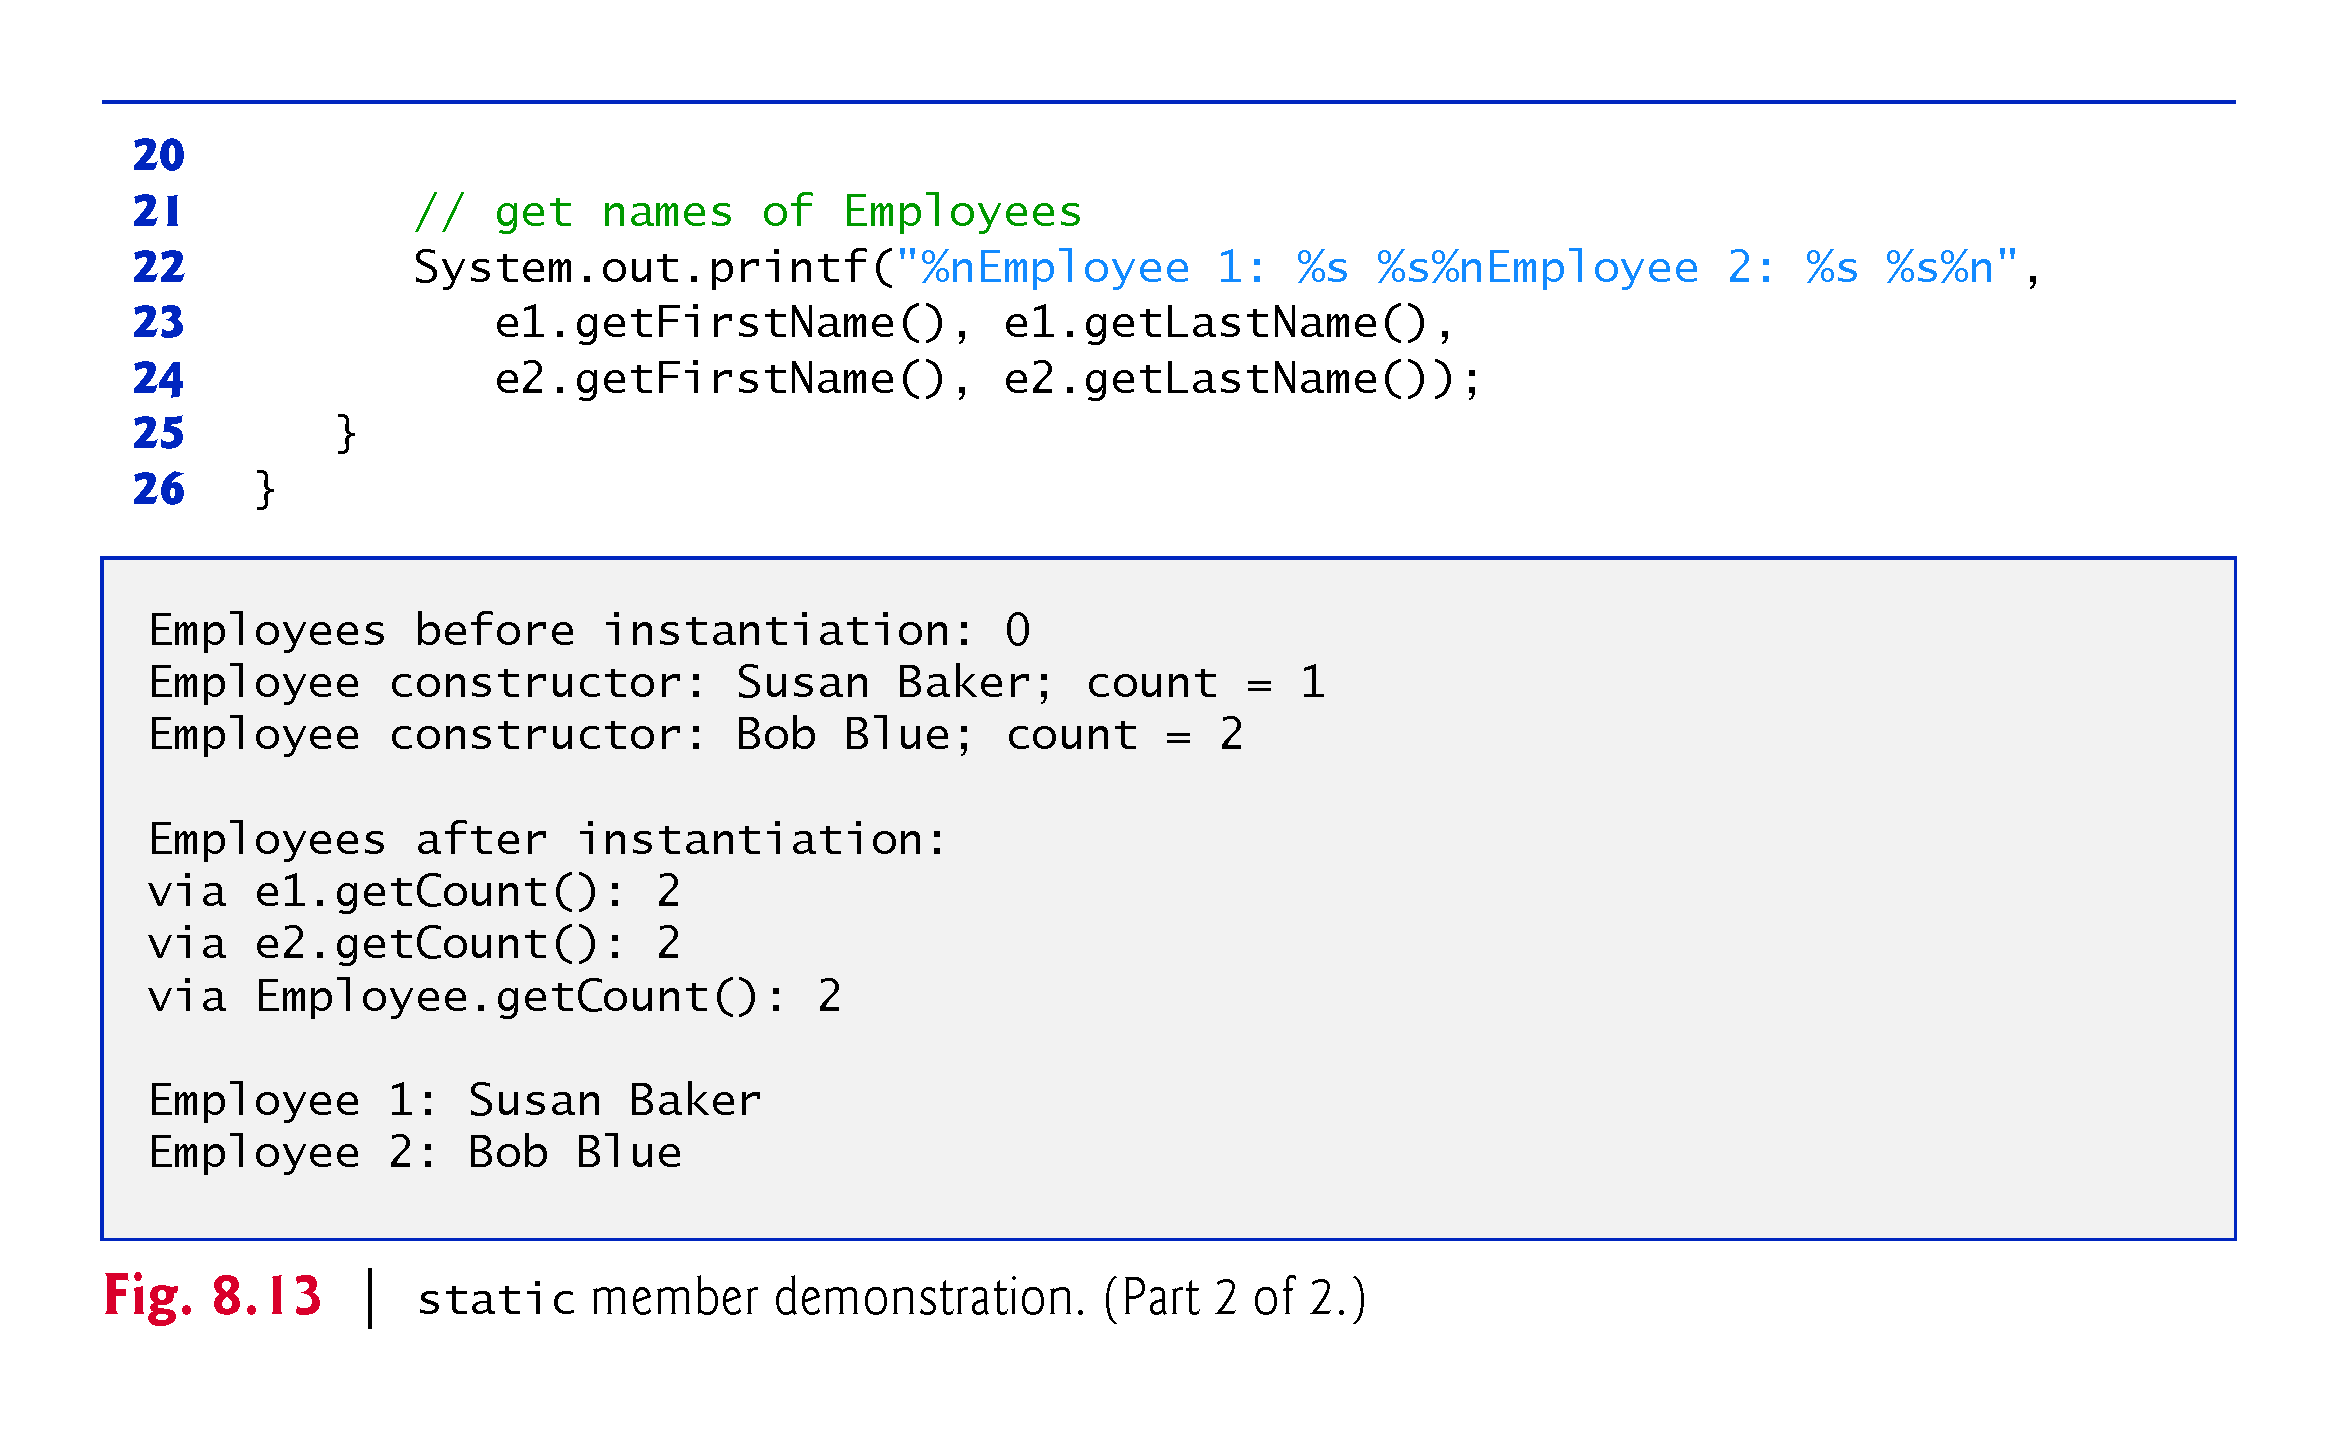 20
21 // get names of Employees
22 System.out.printf("%nEmployee 1: %s %s%nEmployee 2: %s %s%n",
23 e1.getFirstName(), e1.getLastName(),
24 e2.getFirstName(), e2.getLastName());
25 }
26 }
Employees before instantiation: 0
Employee constructor: Susan Baker; count = 1
Employee constructor: Bob Blue; count = 2
Employees after instantiation:
via e1.getCount(): 2
via e2.getCount(): 2
via Employee.getCount(): 2
Employee 1: Susan Baker
Employee 2: Bob Blue
Fig. 8.13 | static member demonstration. (Part 2 of 2.)